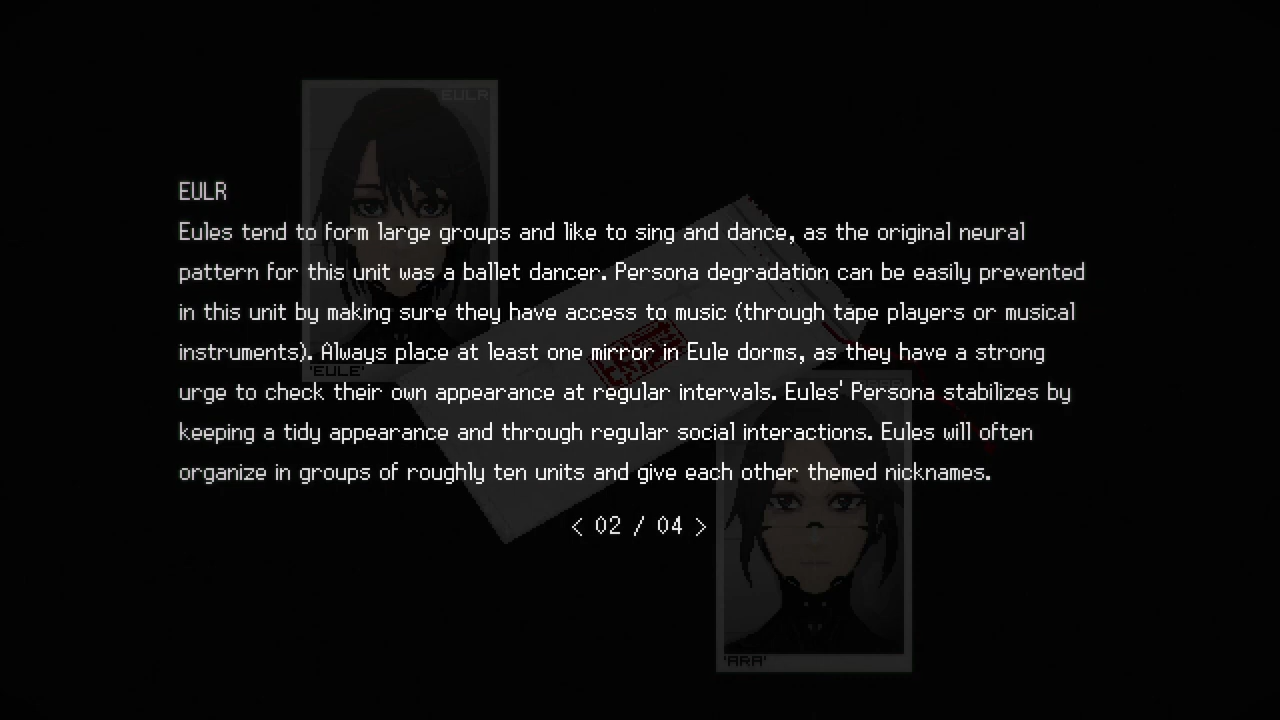 EULR
EULR
Eules tend to form large groups and like to sing and dance, as the original neural
pattern for this unit was a ballet dancer. Persona degradation can be easily prevented
in this unit by making sure they have access to music (through tape players or musical
instruments). Always place at least one mirror in Eule dorms, as they have a strong
'EULE'
urge to check their own appearance at regular intervals. Eules' Persona stabilizes by
keeping a tidy appearance and through regular social interactions. Eules will often
organize in groups of roughly ten units and give each other themed nicknames.
< 02 / 04 >
'ARA'